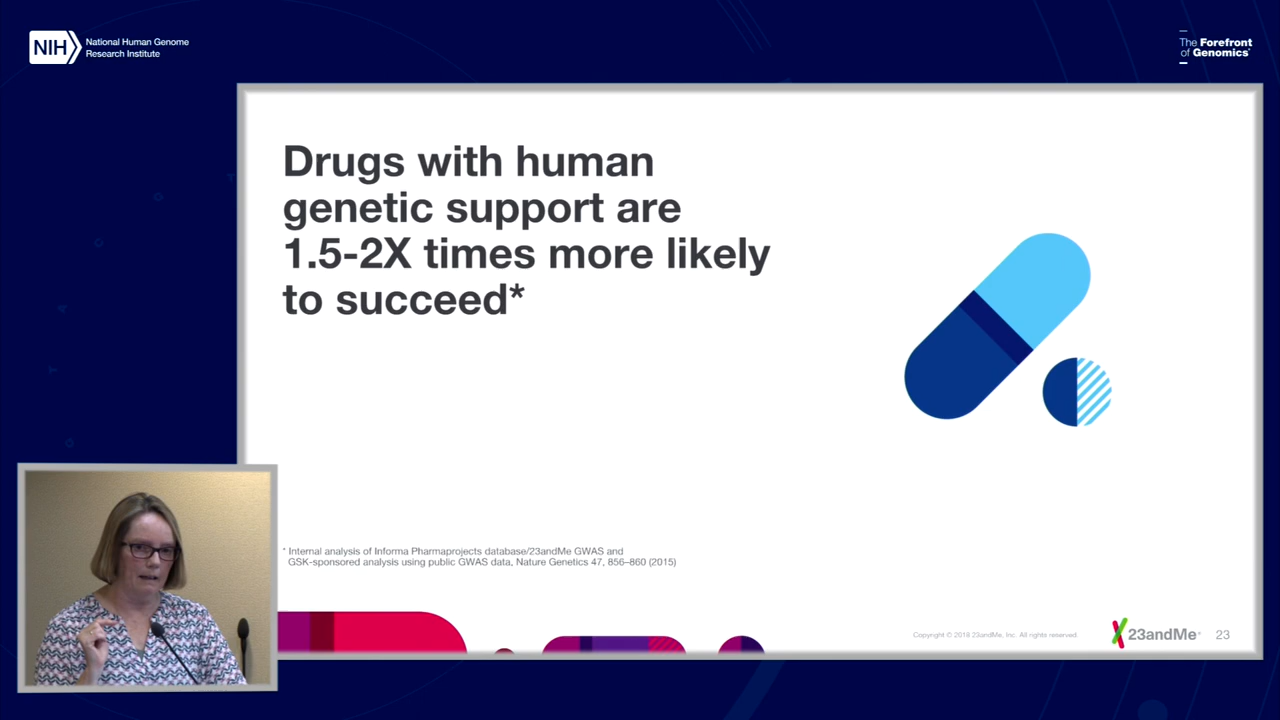 NIH
National Human Genome
Research Institute
The Forefront
of Genomics®
Drugs with human
genetic support are
1.5-2X times more likely
to succeed*
* Internal analysis of Informa Pharmaprojects database/23andMe GWAS and
GSK-sponsored analysis using public GWAS data, Nature Genetics 47, 856–860 (2015)
Copyright © 2018 23andMe, Inc. All rights reserved.
23andMe®
23